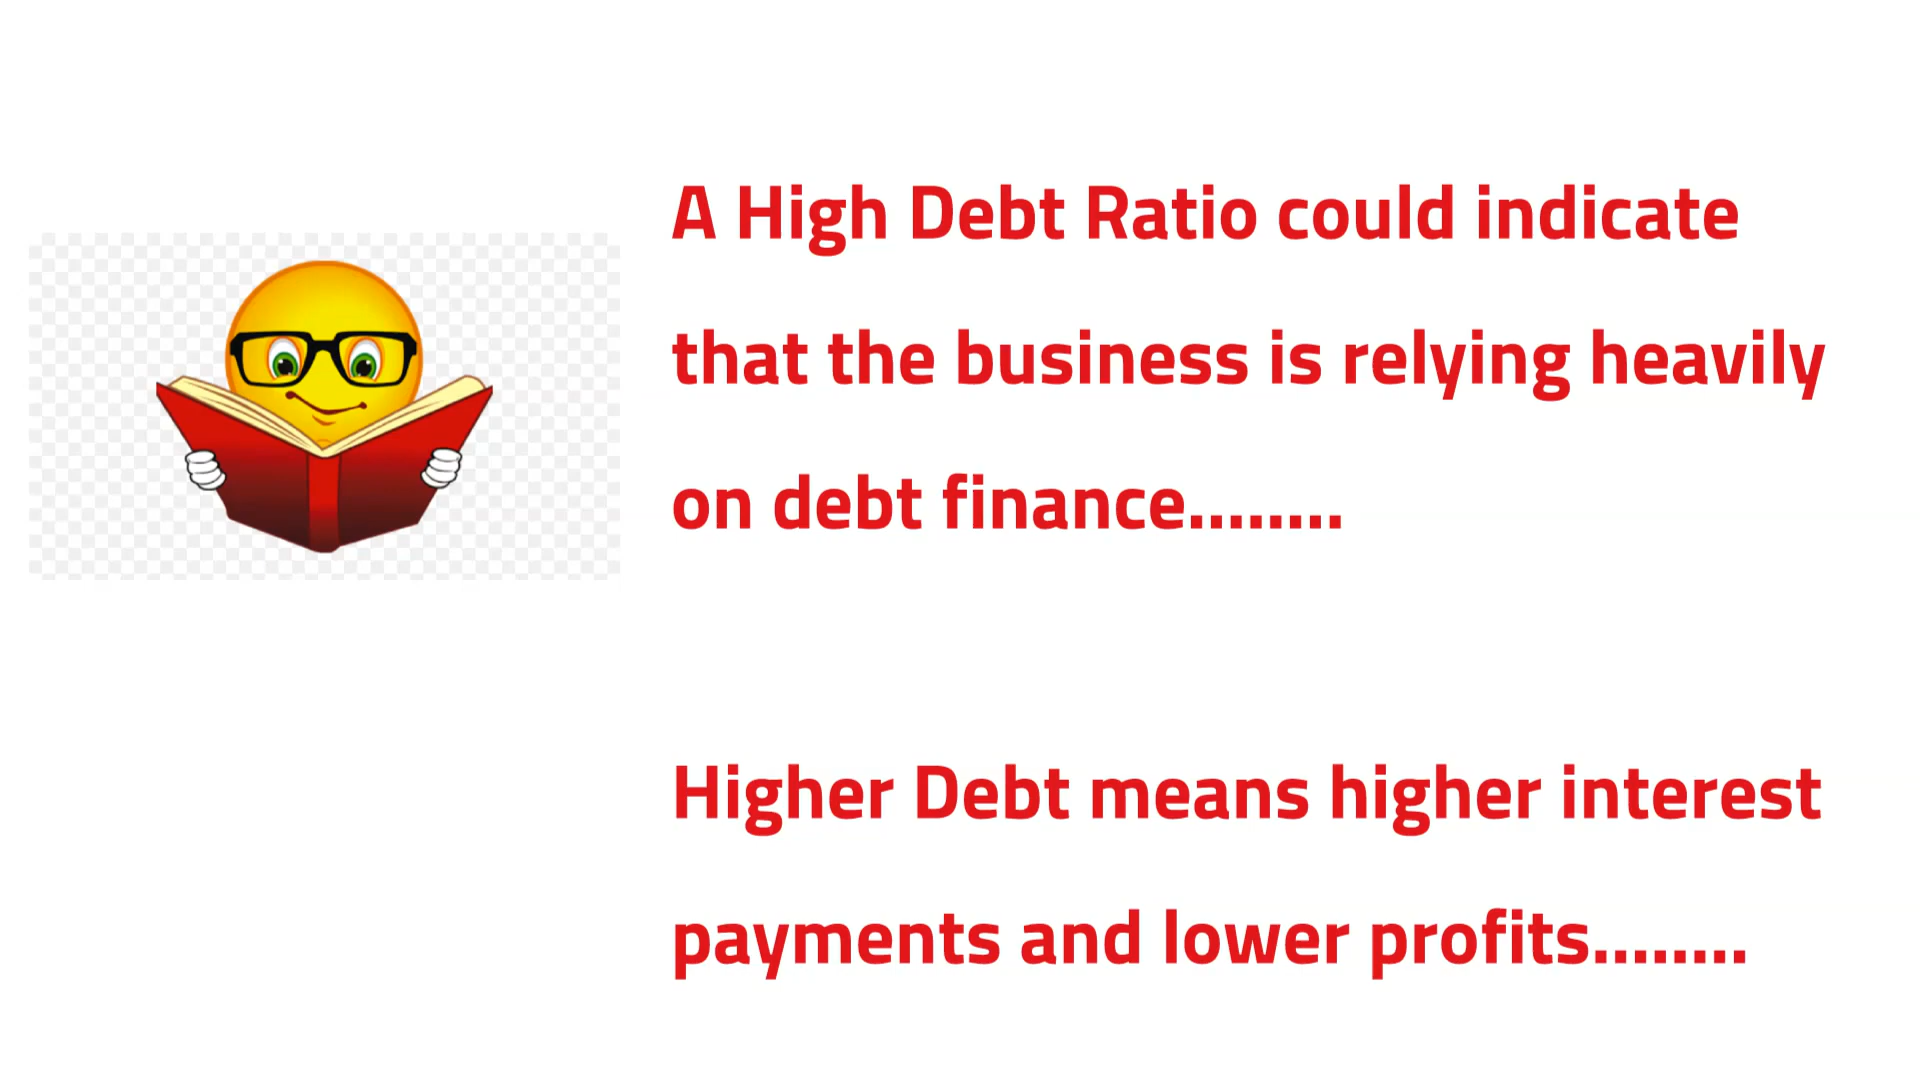 A High Debt Ratio could indicate
that the business is relying heavily
on debt finance........
Higher Debt means higher interest
payments and lower profits........